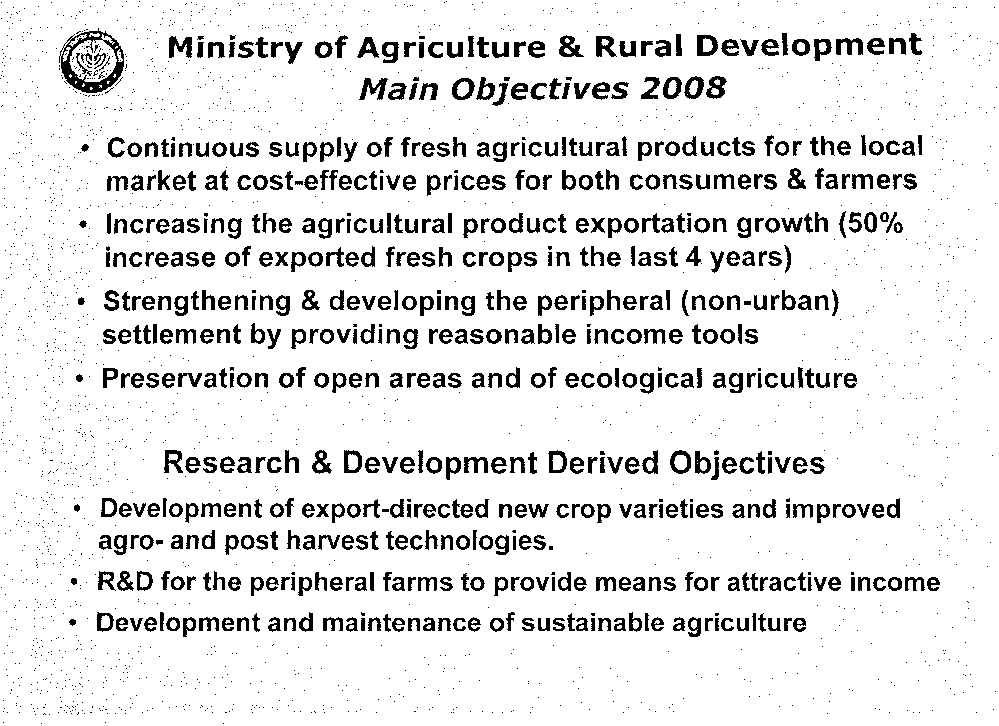 Ministry of Agriculture & Rural Development
Main Objectives 2008
• Continuous supply of fresh agricultural products for the local
market at cost-effective prices for both consumers & farmers
• Increasing the agricultural product exportation growth (50%
increase of exported fresh crops in the last 4 years)
• Strengthening & developing the peripheral (non-urban)
settlement by providing reasonable income tools
• Preservation of open areas and of ecological agriculture
Research & Development Derived Objectives
• Development of export-directed new crop varieties and improved
agro- and post harvest technologies.
• R&D for the peripheral farms to provide means for attractive income
• Development and maintenance of sustainable agriculture